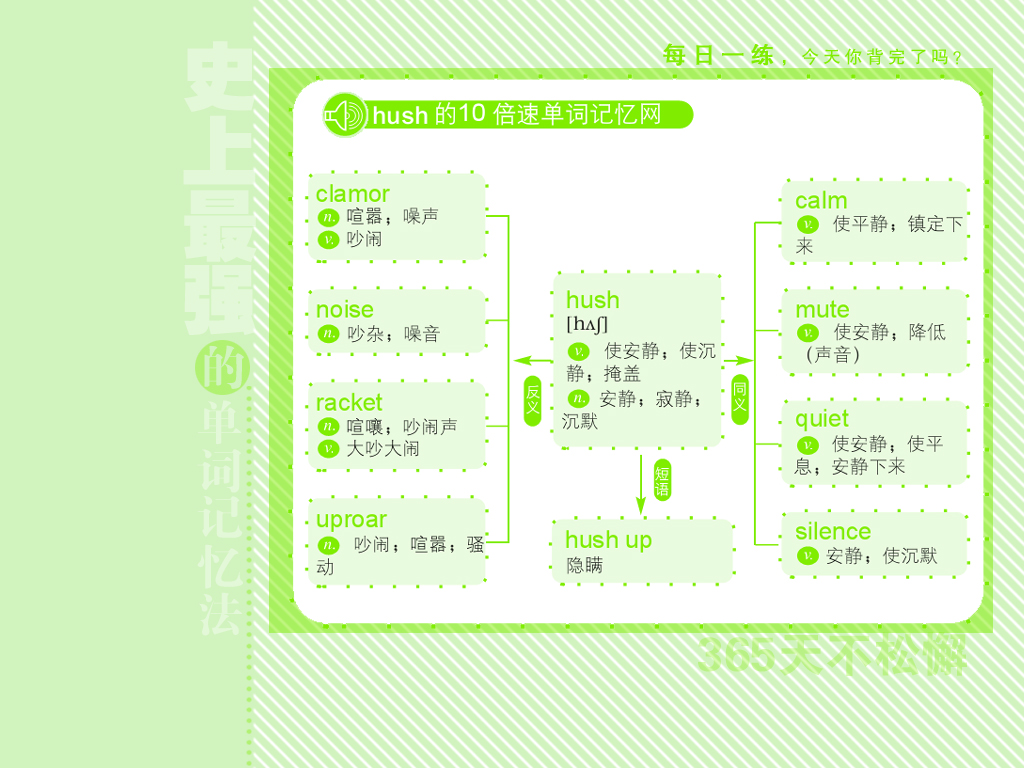 史上最强的单词记忆法
每日一练，今天你背完了吗？
hush 的10 倍速单词记忆网
clamor
n. 喧嚣；噪声
v. 吵闹
noise
n. 吵杂；噪音
racket
n. 喧嚷；吵闹声
v. 大吵大闹
uproar
n. 吵闹；喧嚣；骚
动
反义
hush
[hʌʃ]
v. 使安静；使沉
静；掩盖
n. 安静；寂静；
沉默
短语
hush up
隐瞒
同义
calm
v. 使平静；镇定下
来
mute
v. 使安静；降低
（声音）
quiet
v. 使安静；使平
息；安静下来
silence
v. 安静；使沉默
365天不松懈